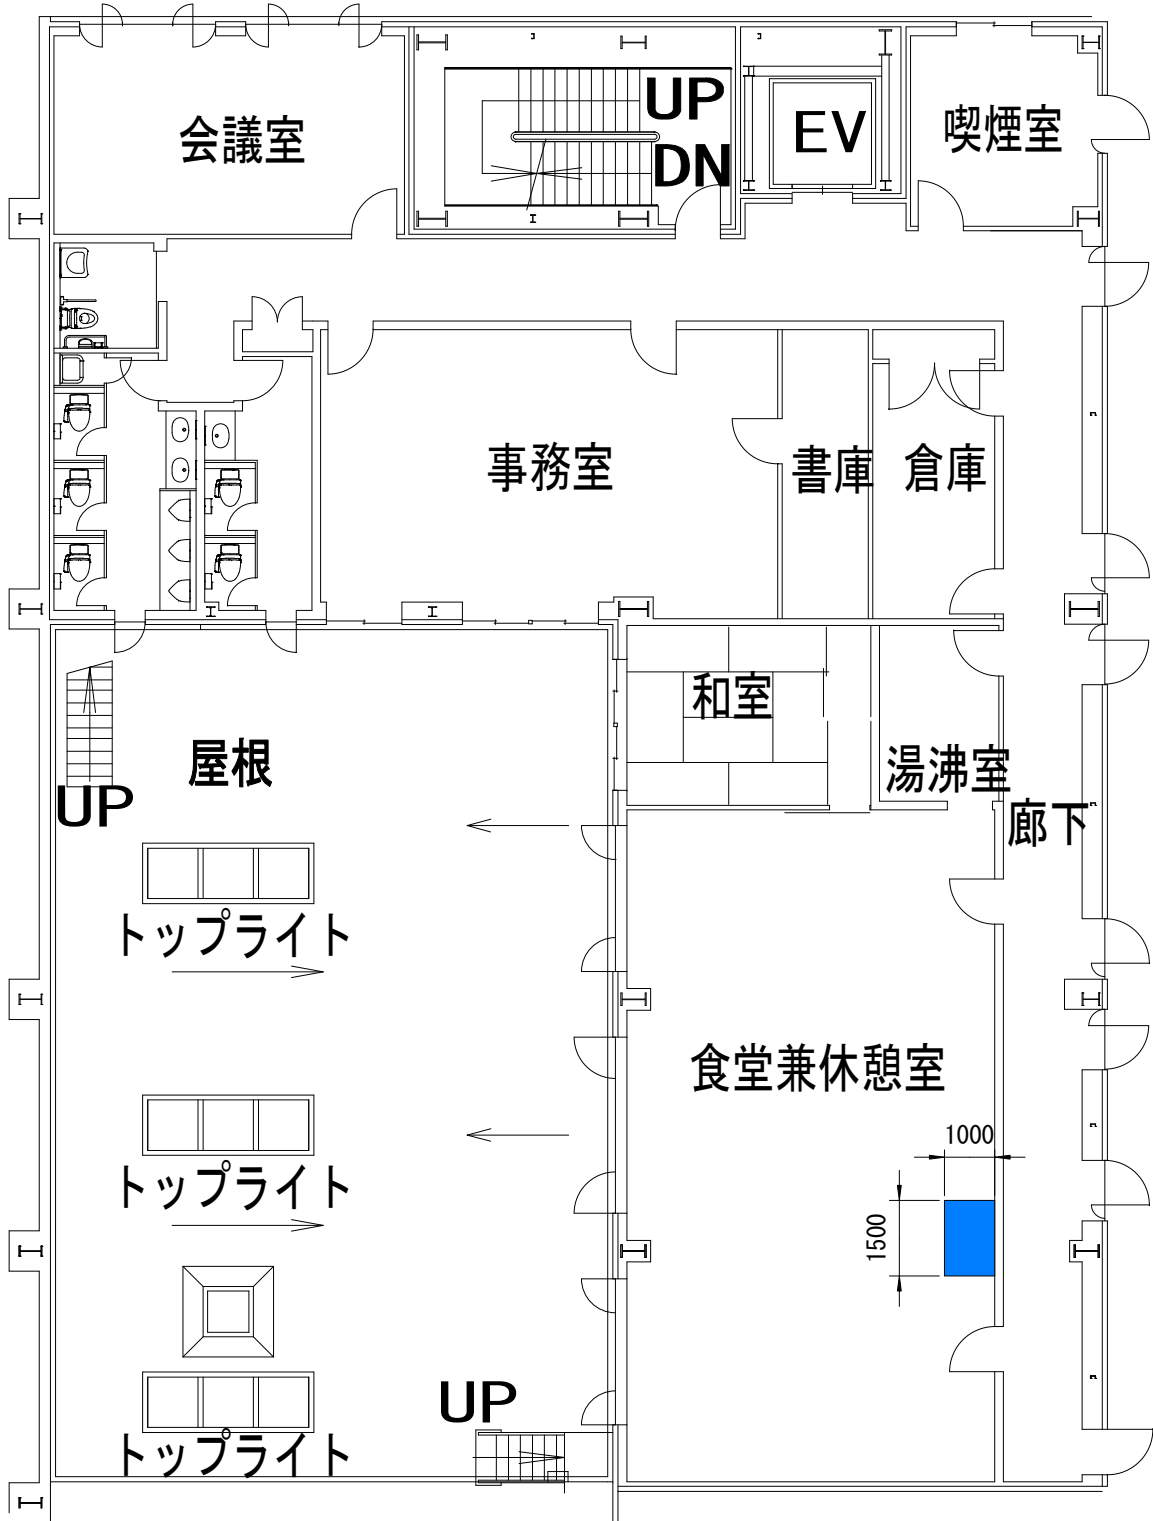 会議室
UP
DN
EV
喫煙室
事務室
書庫
倉庫
和室
湯沸室
廊下
屋根
UP
トップライト
食堂兼休憩室
1000
1500
トップライト
UP
トップライト